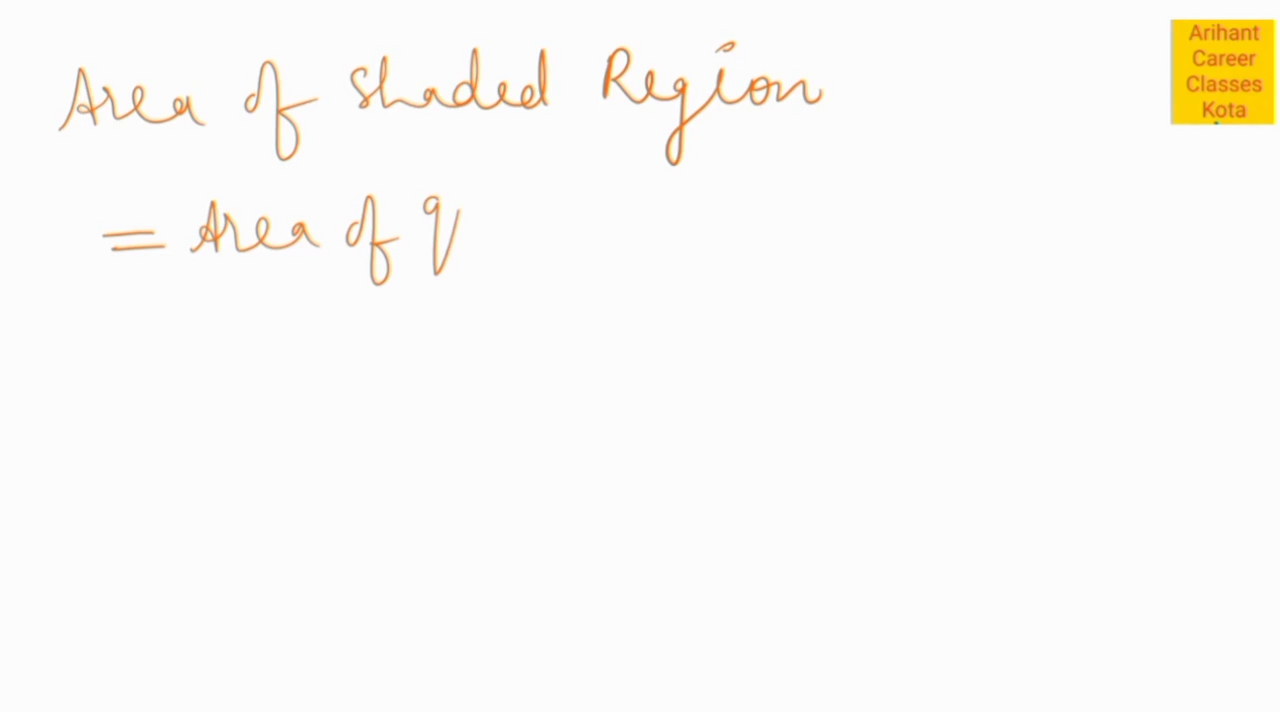 Area of shaded Region
= Area of q
Arihant
Career
Classes
Kota